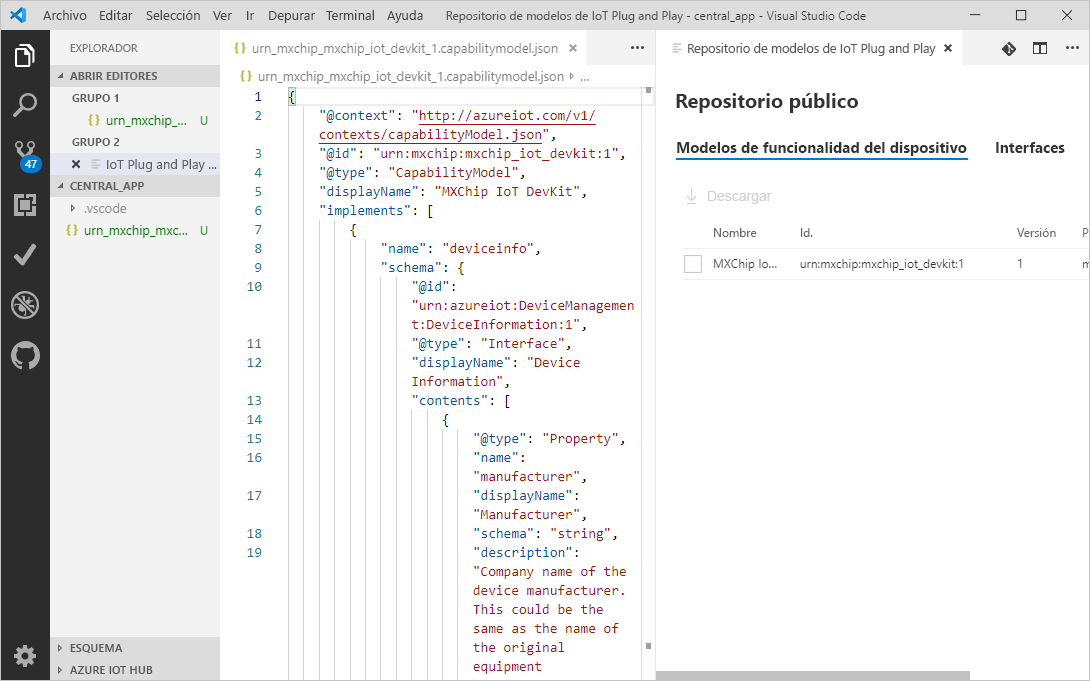 Archivo Editar Selección Ver Ir Depurar Terminal Ayuda Repositorio de modelos de IoT Plug and Play - central_app - Visual Studio Code
EXPLORADOR
ABRIR EDITORES
GRUPO 1
{} urn_mxchip_... U
GRUPO 2
IoT Plug and Play ...
CENTRAL_APP
.vscode
{} urn_mxchip_mxc... U
47
ESQUEMA
AZURE IOT HUB
{} urn_mxchip_mxchip_iot_devkit_1.capabilitymodel.json
{} urn_mxchip_mxchip_iot_devkit_1.capabilitymodel.json ...
1 {
2 "@context": "http://azureiot.com/v1/
contexts/capabilityModel.json",
3 "@id": "urn:mxchip:mxchip_iot_devkit:1",
4 "@type": "CapabilityModel",
5 "displayName": "MXChip IoT DevKit",
6 "implements": [
7 {
8 "name": "deviceinfo",
9 "schema": {
10 "@id":
"urn:azureiot:DeviceManagemen
t:DeviceInformation:1",
11 "@type": "Interface",
12 "displayName": "Device
Information",
13 "contents": [
14 {
15 "@type": "Property",
16 "name":
"manufacturer",
17 "displayName":
"Manufacturer",
18 "schema": "string",
19 "description":
"Company name of the
device manufacturer.
This could be the
same as the name of
the original
equipment
Repositorio de modelos de IoT Plug and Play
Repositorio público
Modelos de funcionalidad del dispositivo Interfaces
Descargar
Nombre Id. Versión P
MXChip Io... urn:mxchip:mxchip_iot_devkit:1 1 m